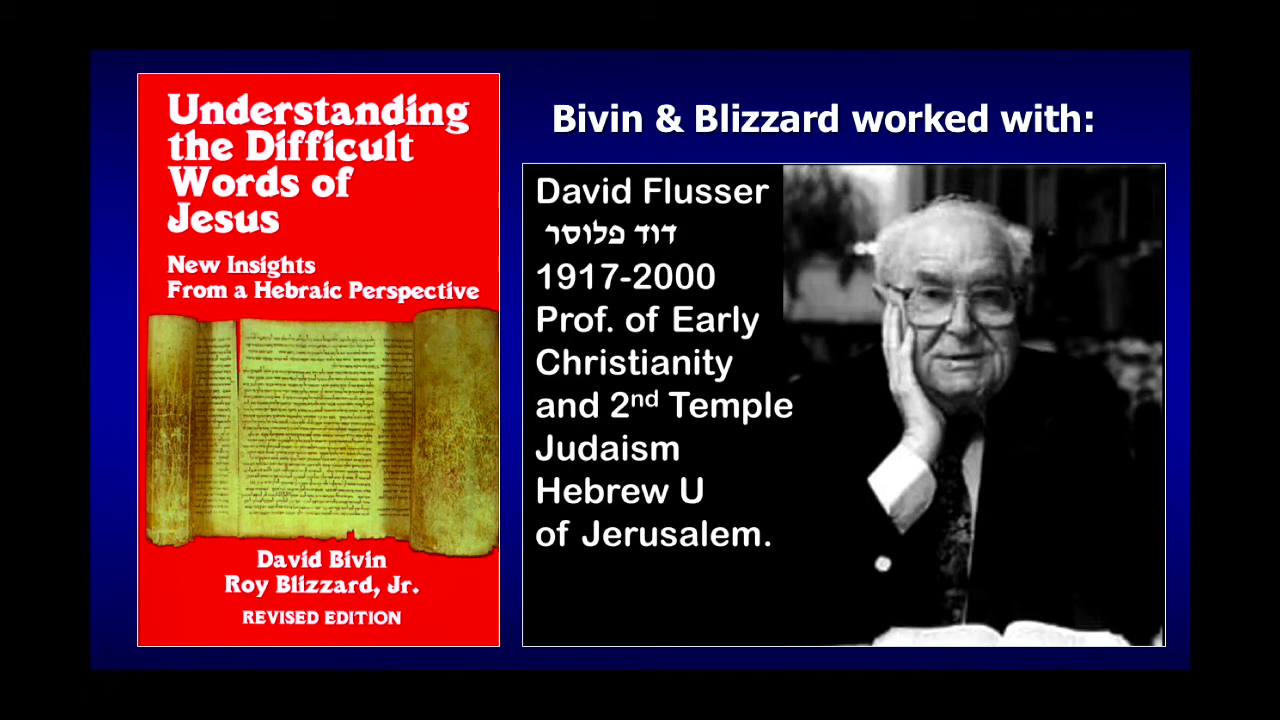 Understanding
the Difficult
Words of
Jesus
New Insights
From a Hebraic Perspective
David Bivin
Roy Blizzard, Jr.
REVISED EDITION
Bivin & Blizzard worked with:
David Flusser
דוד פלוסר
1917-2000
Prof. of Early
Christianity
and 2nd Temple
Judaism
Hebrew U
of Jerusalem.